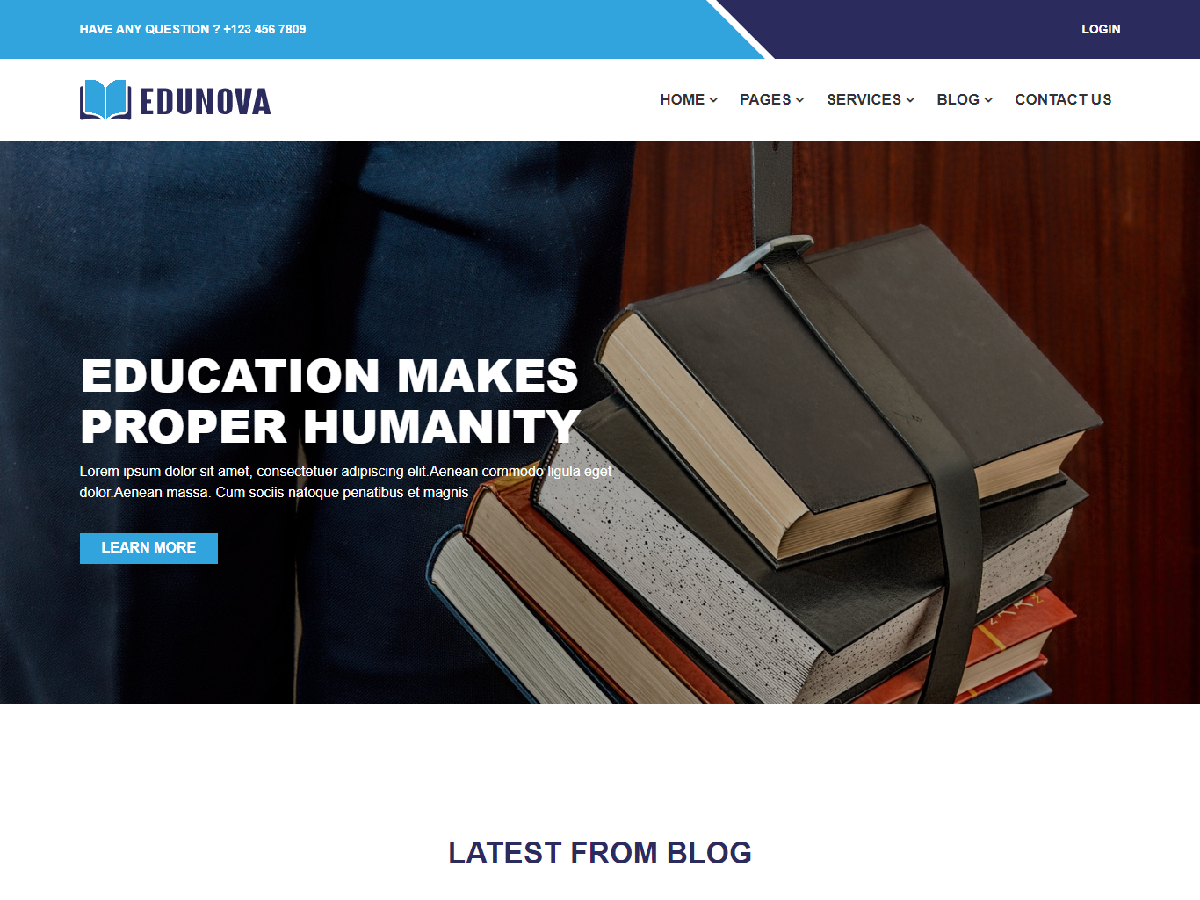 HAVE ANY QUESTION ? +123 456 7809
LOGIN
EDUNOVA
HOME PAGES SERVICES BLOG CONTACT US
EDUCATION MAKES
PROPER HUMANITY
Lorem ipsum dolor sit amet, consectetuer adipiscing elit.Aenean commodo ligula eget
dolor.Aenean massa. Cum sociis natoque penatibus et magnis
LEARN MORE
LATEST FROM BLOG